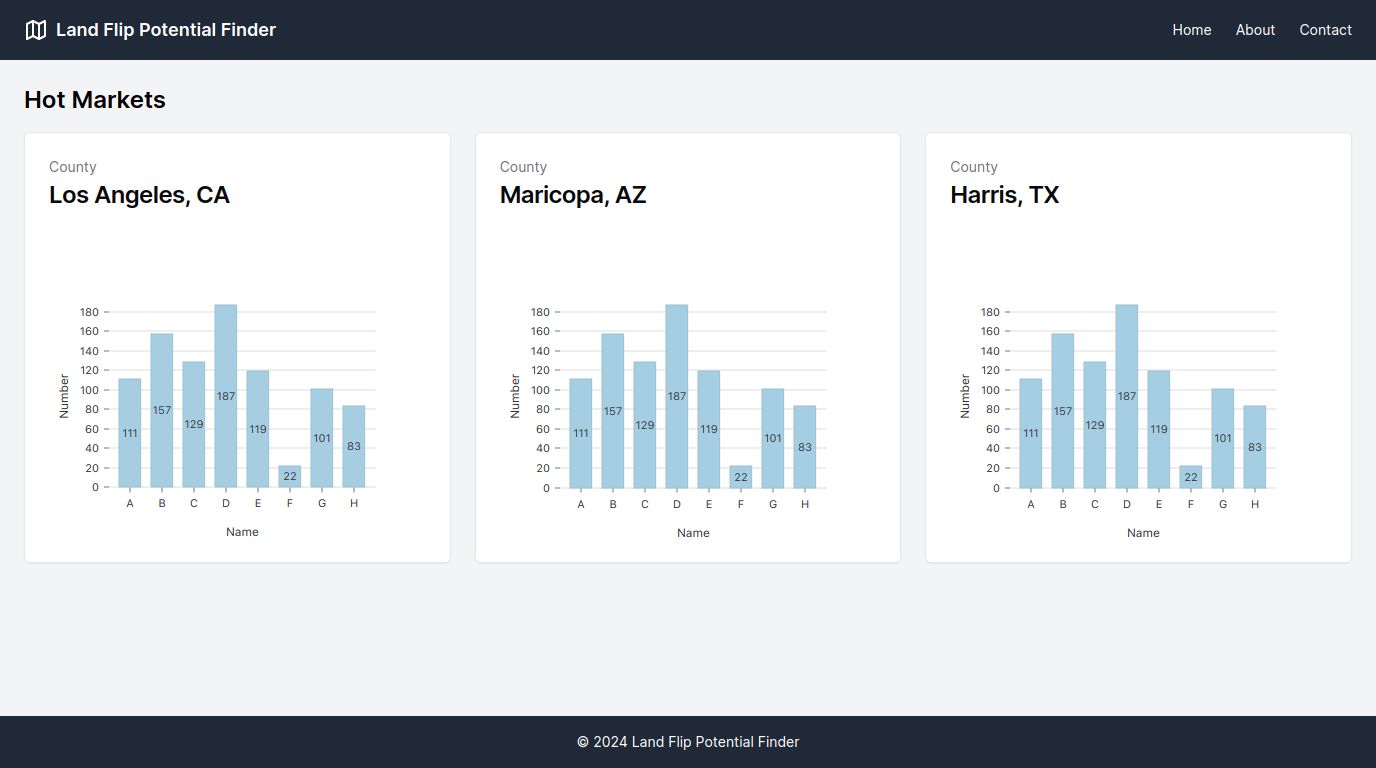 Land Flip Potential Finder
Home About Contact
Hot Markets
County
Los Angeles, CA
180
160
140
120
100
80
60
40
20
0
Number
111 157 129 187 119 22 101 83
A B C D E F G H
Name
County
Maricopa, AZ
180
160
140
120
100
80
60
40
20
0
Number
111 157 129 187 119 22 101 83
A B C D E F G H
Name
County
Harris, TX
180
160
140
120
100
80
60
40
20
0
Number
111 157 129 187 119 22 101 83
A B C D E F G H
Name
© 2024 Land Flip Potential Finder